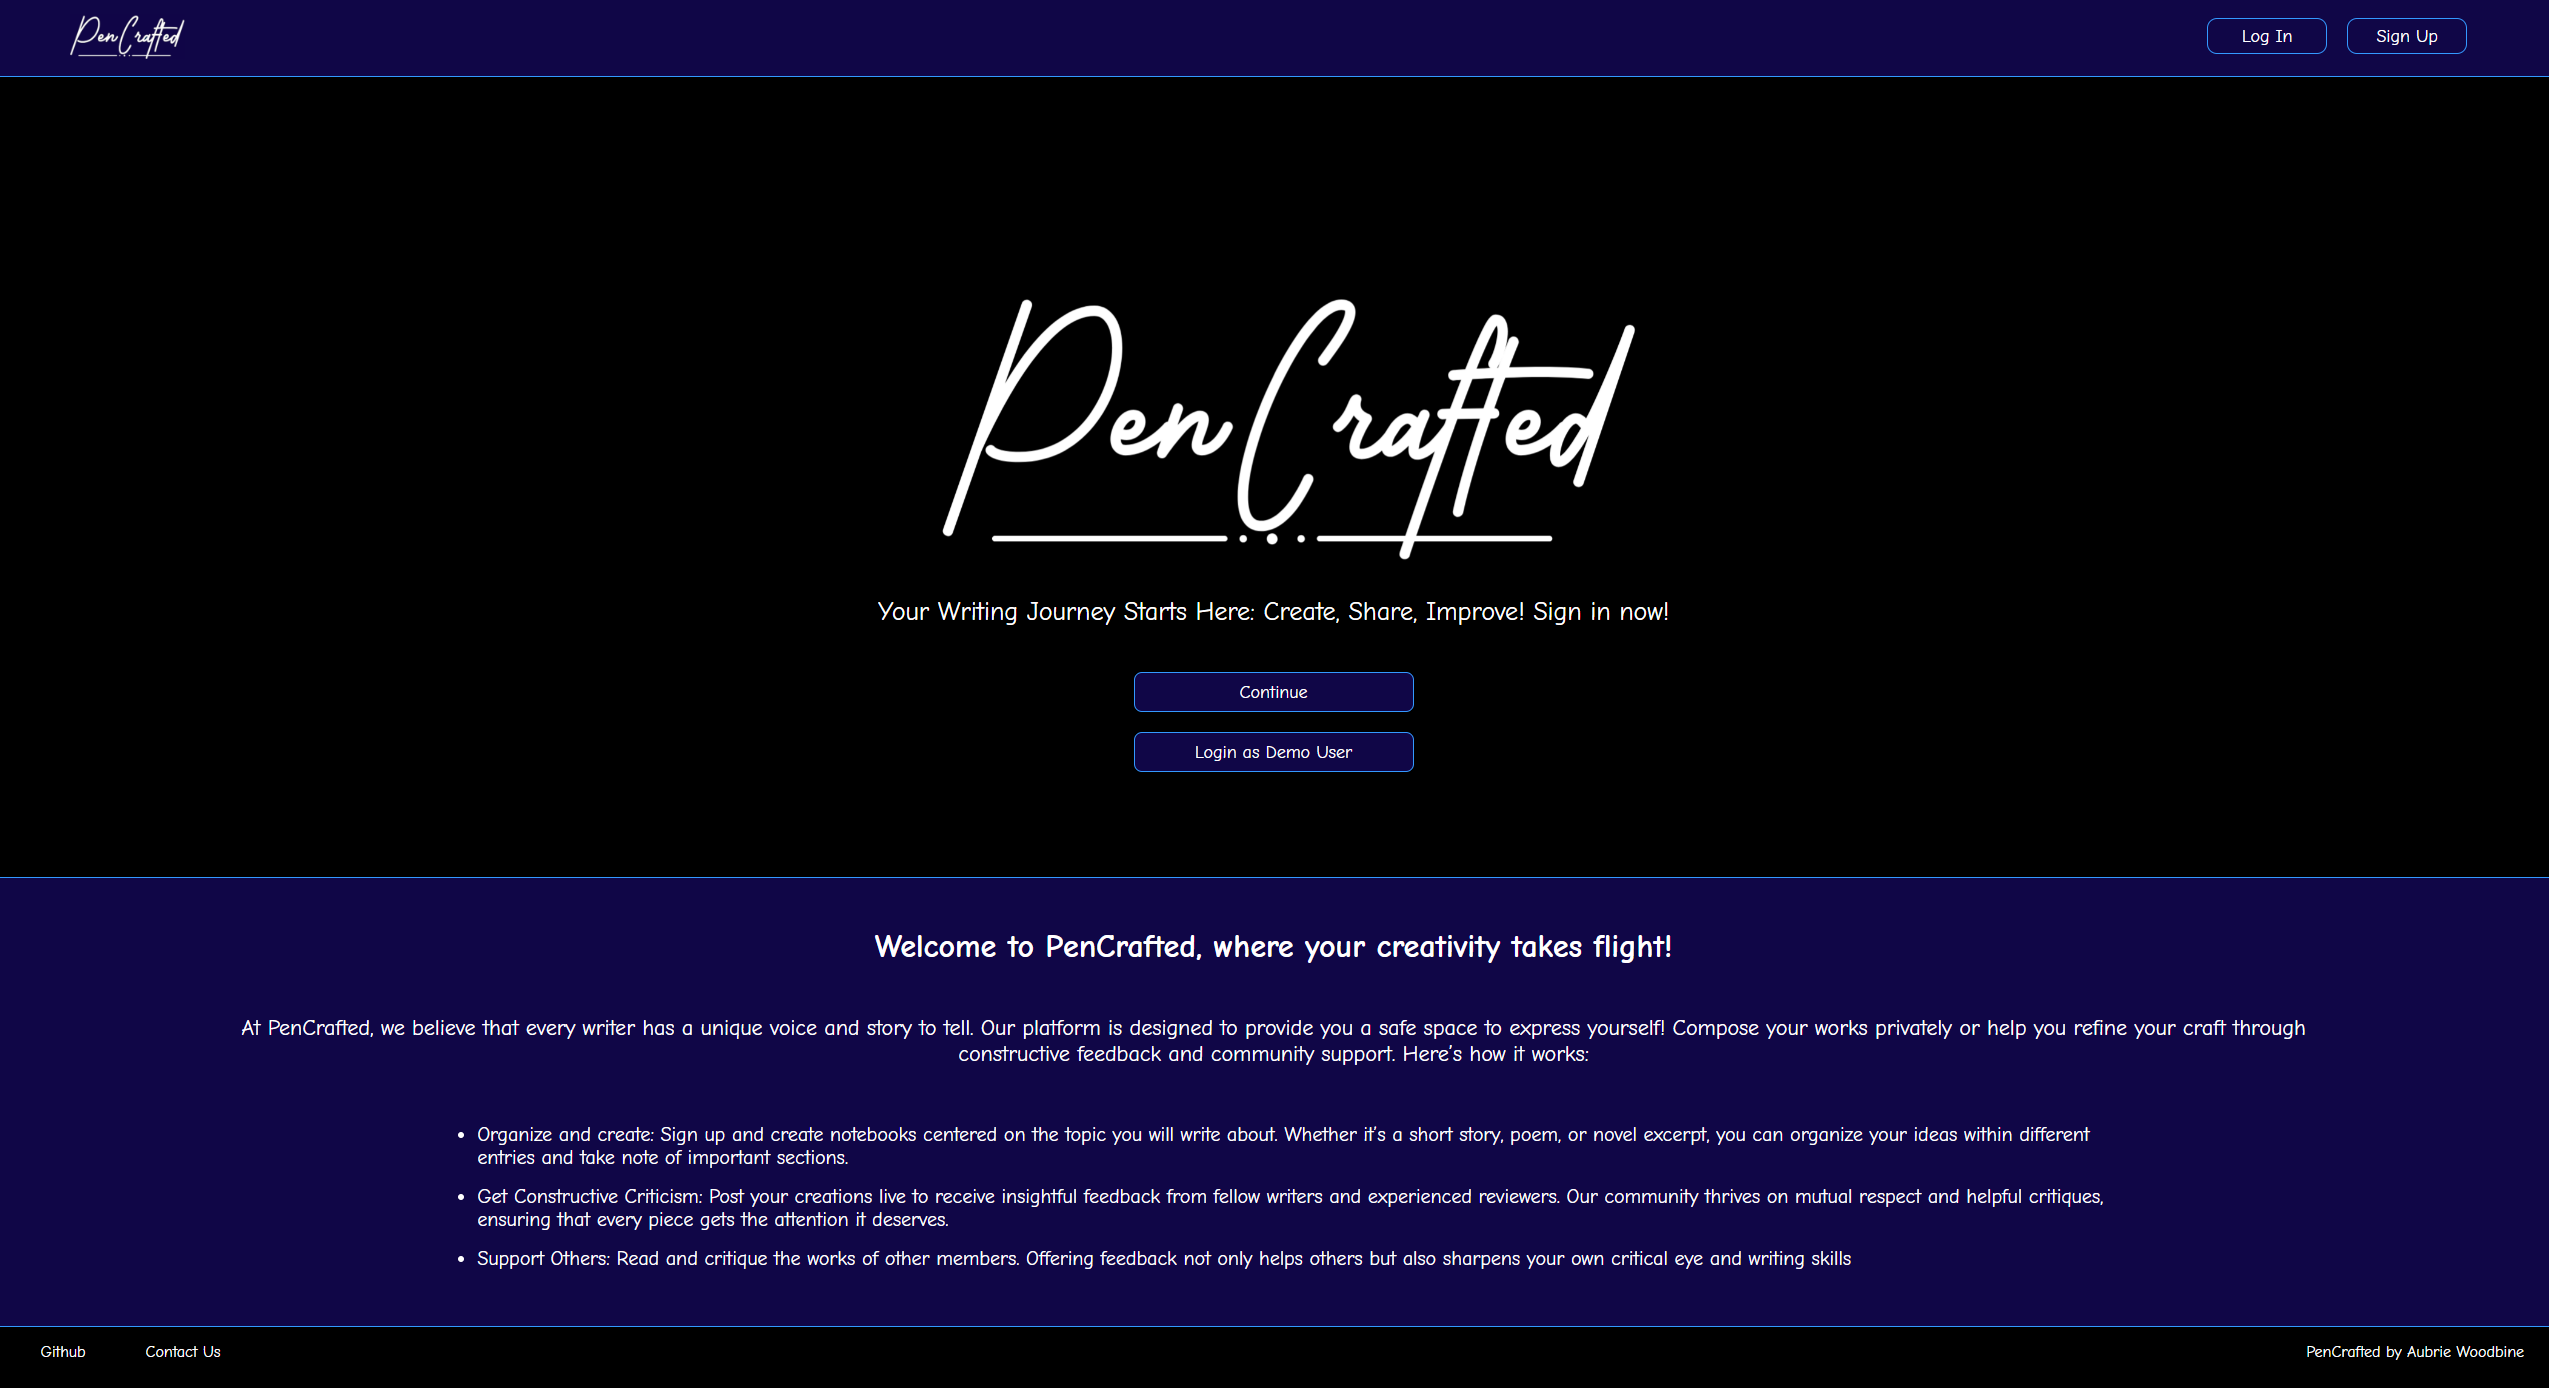 PenCrafted
Log In
Sign Up
PenCrafted
Your Writing Journey Starts Here: Create, Share, Improve! Sign in now!
Continue
Login as Demo User
Welcome to PenCrafted, where your creativity takes flight!
At PenCrafted, we believe that every writer has a unique voice and story to tell. Our platform is designed to provide you a safe space to express yourself! Compose your works privately or help you refine your craft through
constructive feedback and community support. Here's how it works:
• Organize and create: Sign up and create notebooks centered on the topic you will write about. Whether it's a short story, poem, or novel excerpt, you can organize your ideas within different
entries and take note of important sections.
• Get Constructive Criticism: Post your creations live to receive insightful feedback from fellow writers and experienced reviewers. Our community thrives on mutual respect and helpful critiques,
ensuring that every piece gets the attention it deserves.
• Support Others: Read and critique the works of other members. Offering feedback not only helps others but also sharpens your own critical eye and writing skills
Github
Contact Us
PenCrafted by Aubrie Woodbine